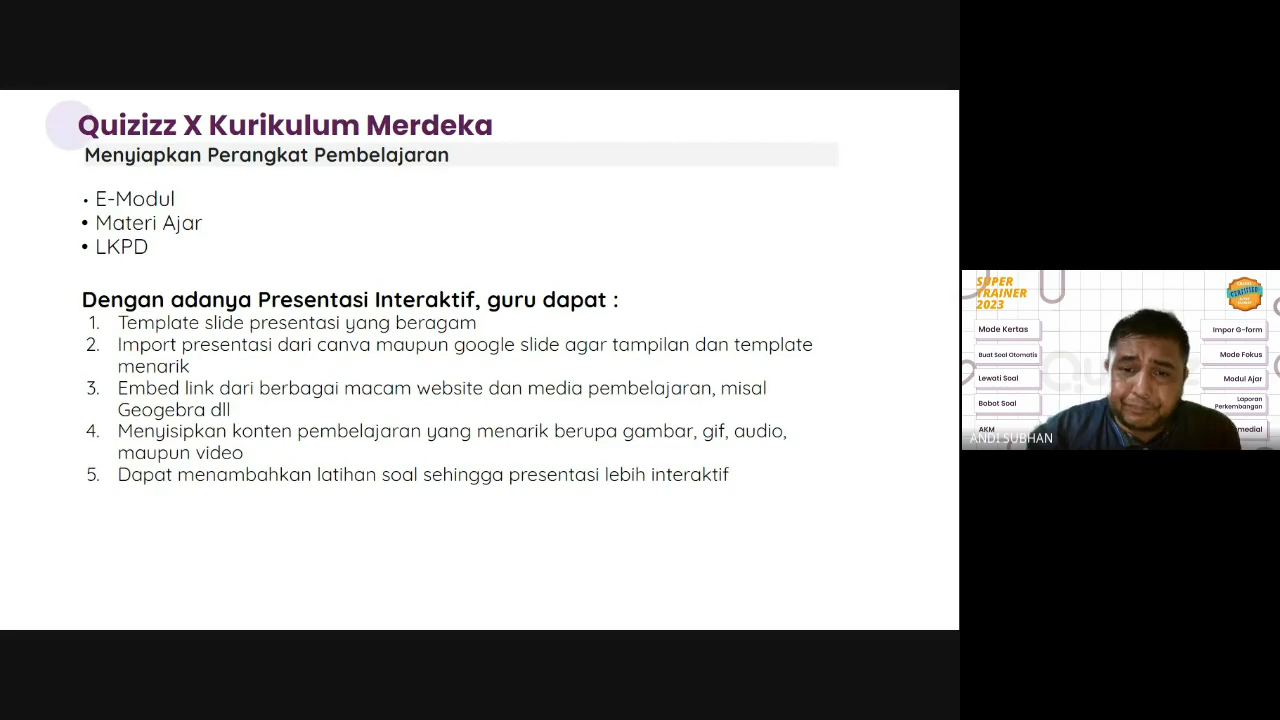 Quizizz X Kurikulum Merdeka
Menyiapkan Perangkat Pembelajaran
• E-Modul
• Materi Ajar
• LKPD
Dengan adanya Presentasi Interaktif, guru dapat :
1. Template slide presentasi yang beragam
2. Import presentasi dari canva maupun google slide agar tampilan dan template
menarik
3. Embed link dari berbagai macam website dan media pembelajaran, misal
Geogebra dll
4. Menyisipkan konten pembelajaran yang menarik berupa gambar, gif, audio,
maupun video
5. Dapat menambahkan latihan soal sehingga presentasi lebih interaktif
SUPER
TRAINER
2023
CERTIFIED
Mode Kertas
Buat Soal Otomatis
Lewati Soal
Bobot Soal
AKM
Impor G-form
Mode Fokus
Modul Ajar
Laporan
Perkembangan
medial
ANDI SUBHAN